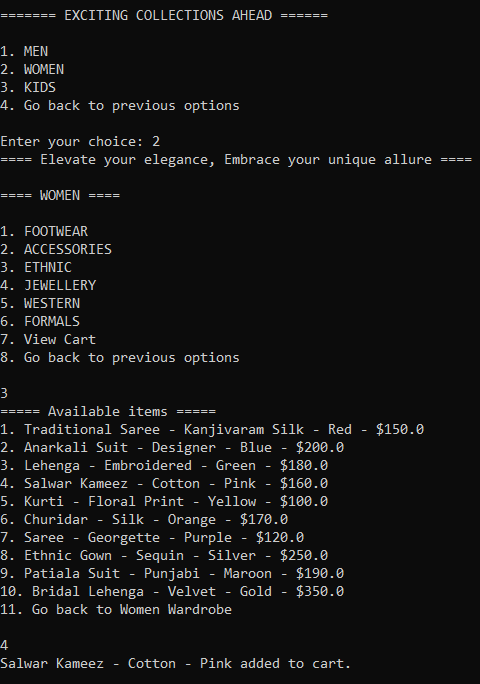 ======= EXCITING COLLECTIONS AHEAD ======
1. MEN
2. WOMEN
3. KIDS
4. Go back to previous options
Enter your choice: 2
==== Elevate your elegance, Embrace your unique allure ====
==== WOMEN ====
1. FOOTWEAR
2. ACCESSORIES
3. ETHNIC
4. JEWELLERY
5. WESTERN
6. FORMALS
7. View Cart
8. Go back to previous options
3
===== Available items =====
1. Traditional Saree - Kanjivaram Silk - Red - $150.0
2. Anarkali Suit - Designer - Blue - $200.0
3. Lehenga - Embroidered - Green - $180.0
4. Salwar Kameez - Cotton - Pink - $160.0
5. Kurti - Floral Print - Yellow - $100.0
6. Churidar - Silk - Orange - $170.0
7. Saree - Georgette - Purple - $120.0
8. Ethnic Gown - Sequin - Silver - $250.0
9. Patiala Suit - Punjabi - Maroon - $190.0
10. Bridal Lehenga - Velvet - Gold - $350.0
11. Go back to Women Wardrobe
4
Salwar Kameez - Cotton - Pink added to cart.